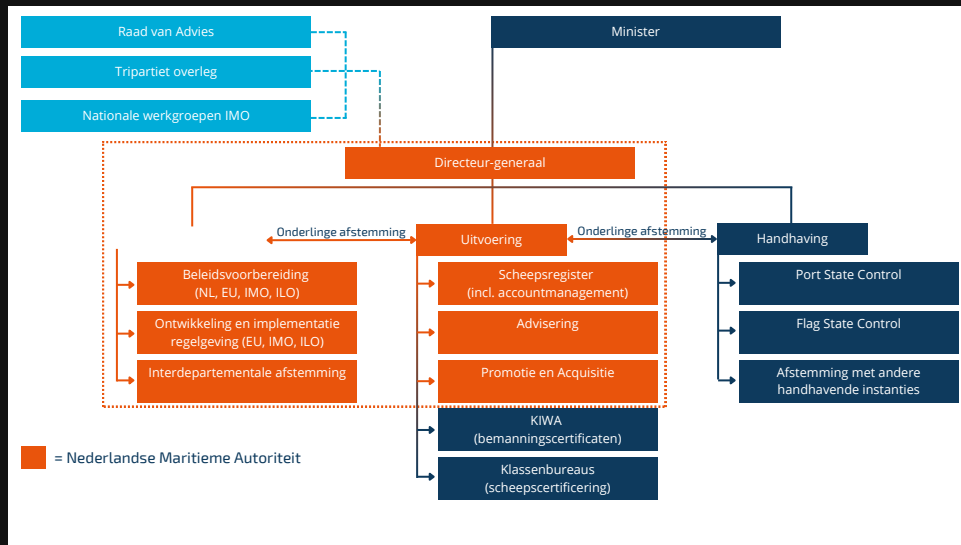 Raad van Advies
Minister
Tripartiet overleg
Nationale werkgroepen IMO
Directeur-generaal
Onderlinge afstemming
Uitvoering
Onderlinge afstemming
Handhaving
Beleidsvoorbereiding
(NL, EU, IMO, ILO)
Scheepsregister
(incl. accountmanagement)
Port State Control
Ontwikkeling en implementatie
regelgeving (EU, IMO, ILO)
Advisering
Flag State Control
Interdepartementale afstemming
Promotie en Acquisitie
Afstemming met andere
handhavende instanties
KIWA
(bemanningscertificaten)
= Nederlandse Maritieme Autoriteit
Klassenbureaus
(scheepscertificering)